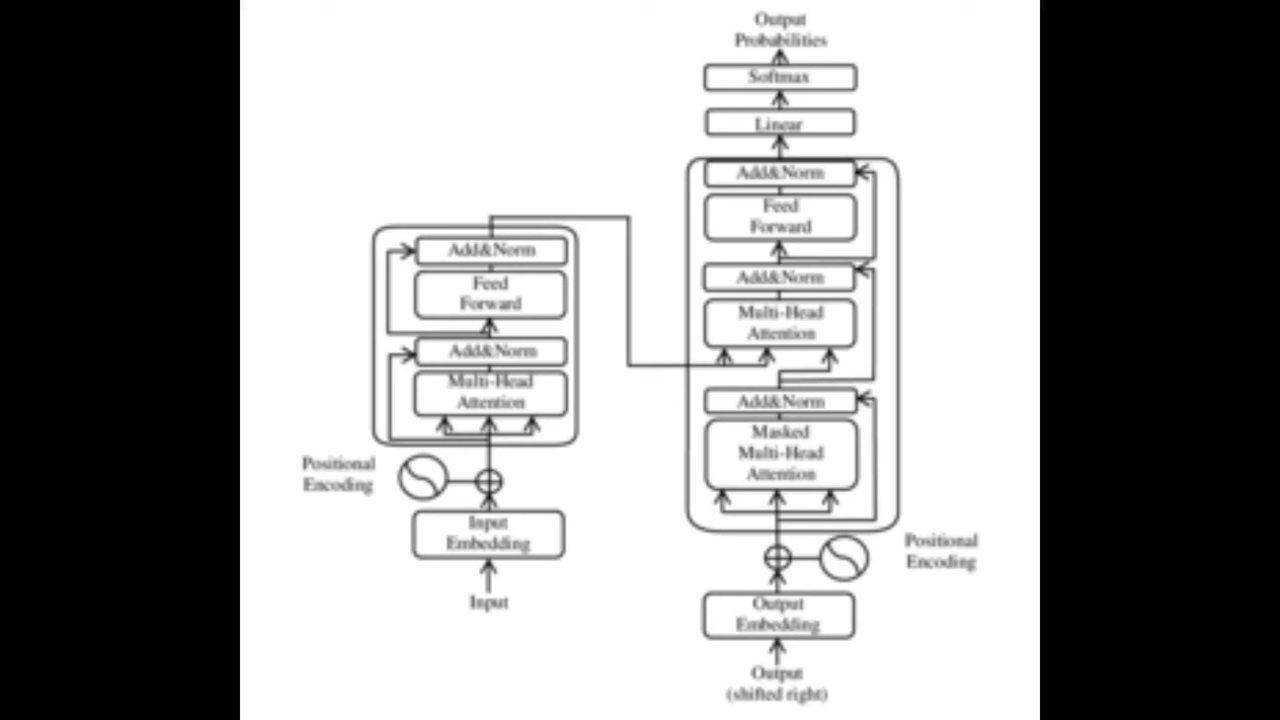 Output
Probabilities
Softmax
Linear
Add&Norm
Feed
Forward
Add&Norm
Multi-Head
Attention
Add&Norm
Masked
Multi-Head
Attention
Positional
Encoding
Output
Embedding
Output
(shifted right)
Add&Norm
Feed
Forward
Add&Norm
Multi-Head
Attention
Positional
Encoding
Input
Embedding
Input